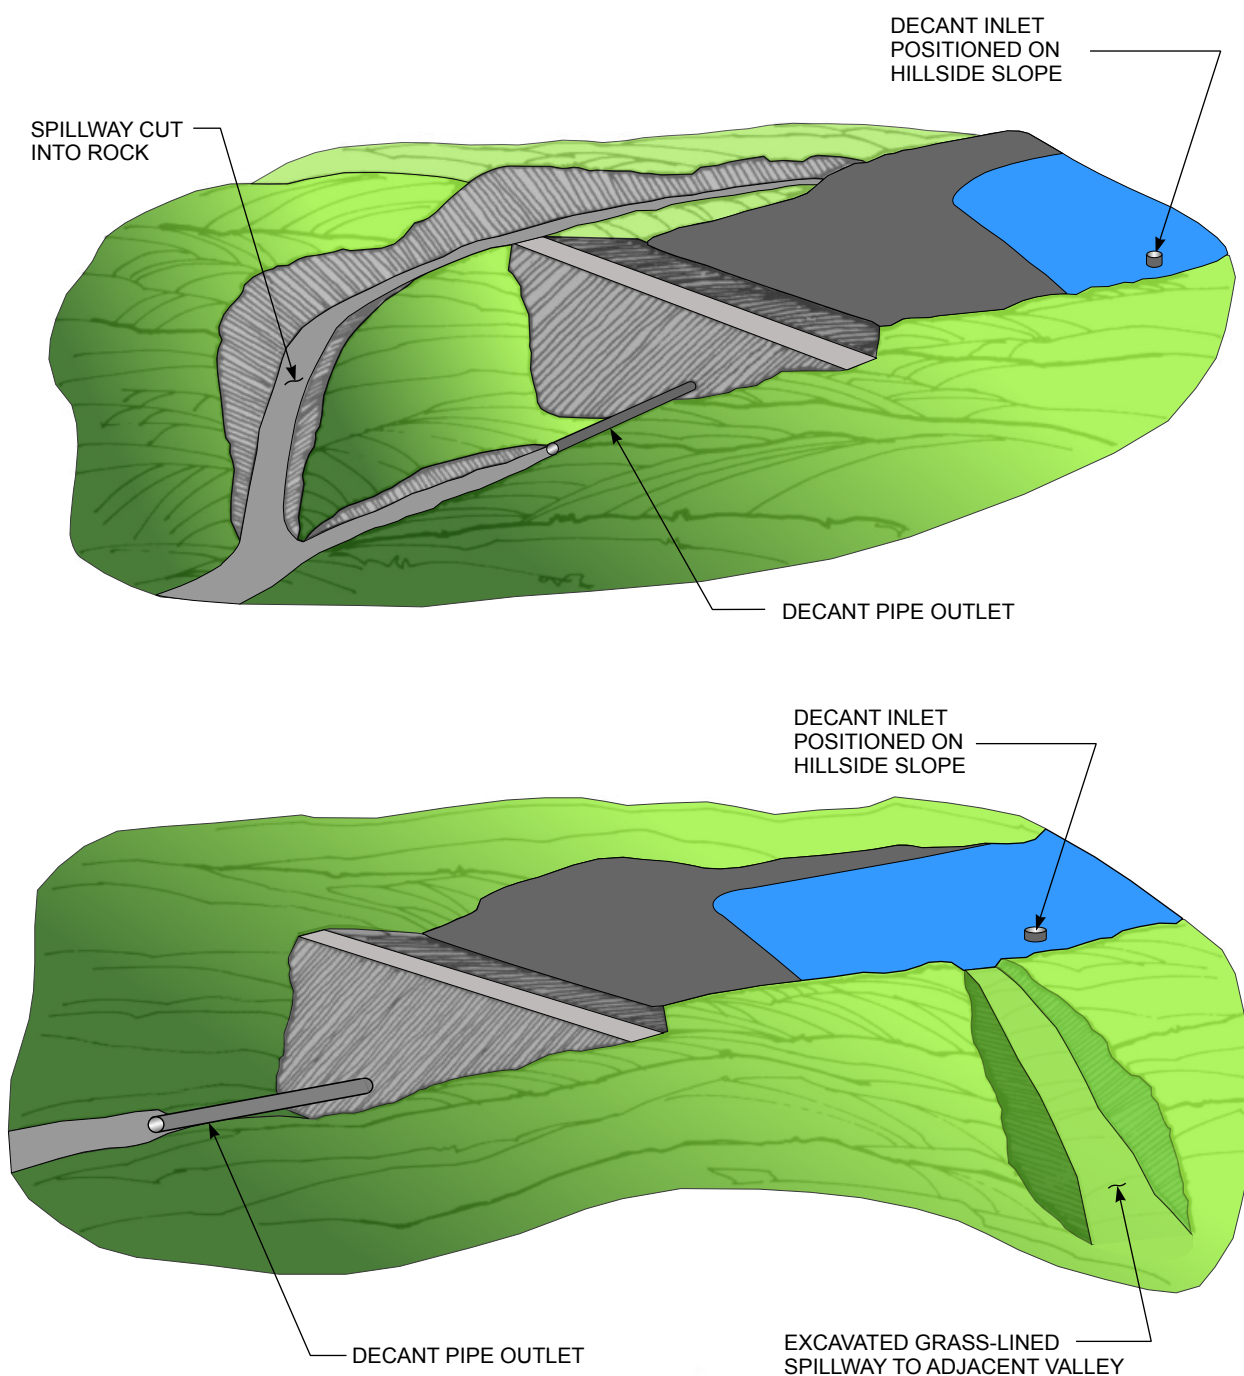 DECANT INLET
POSITIONED ON
HILLSIDE SLOPE
SPILLWAY CUT
INTO ROCK
DECANT PIPE OUTLET
DECANT INLET
POSITIONED ON
HILLSIDE SLOPE
DECANT PIPE OUTLET
EXCAVATED GRASS-LINED
SPILLWAY TO ADJACENT VALLEY